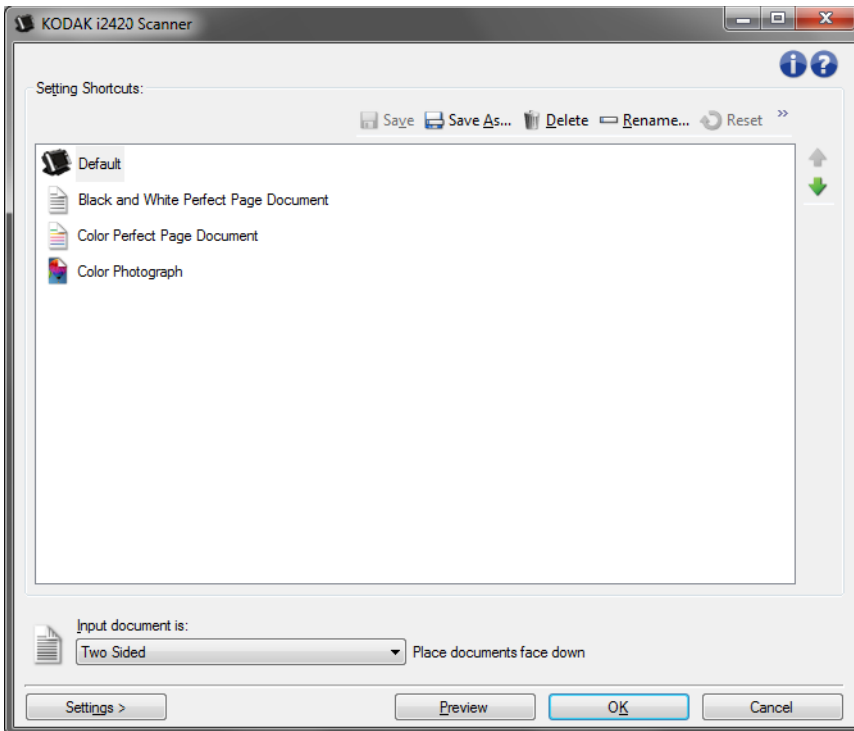 KODAK i2420 Scanner
Setting Shortcuts:
Save Save As... Delete Rename... Reset »
Default
Black and White Perfect Page Document
Color Perfect Page Document
Color Photograph
Input document is:
Two Sided Place documents face down
Settings > Preview OK Cancel